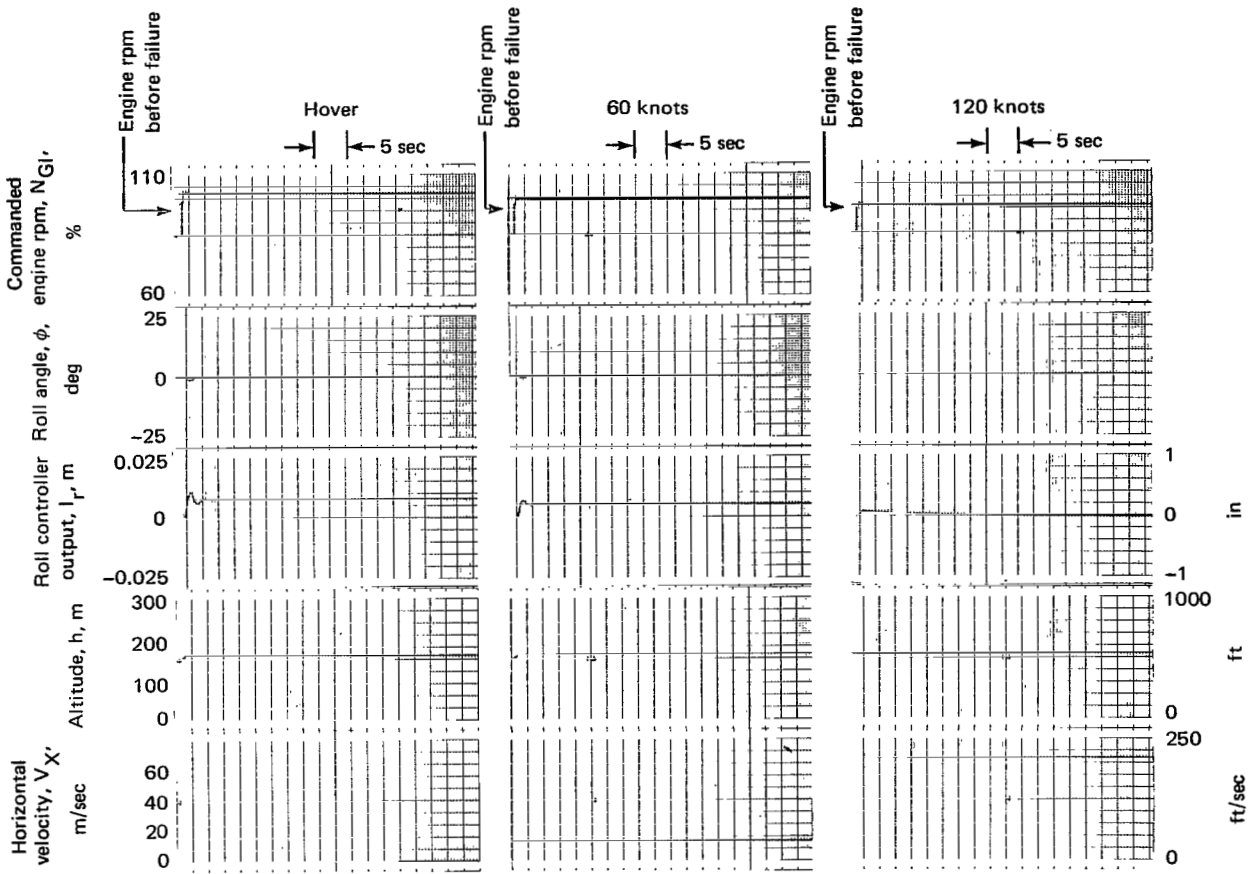 Engine rpm
before failure
Hover
5 sec
Engine rpm
before failure
60 knots
5 sec
Engine rpm
before failure
120 knots
5 sec
Commanded
engine rpm, N_GI,
%
110
60
Roll angle, ϕ,
deg
25
0
-25
Roll controller
output, I_r, m
0.025
0
-0.025
1
0
-1
in
Altitude, h, m
300
200
100
0
1000
0
ft
Horizontal
velocity, V_X,
m/sec
60
40
20
0
250
0
ft/sec